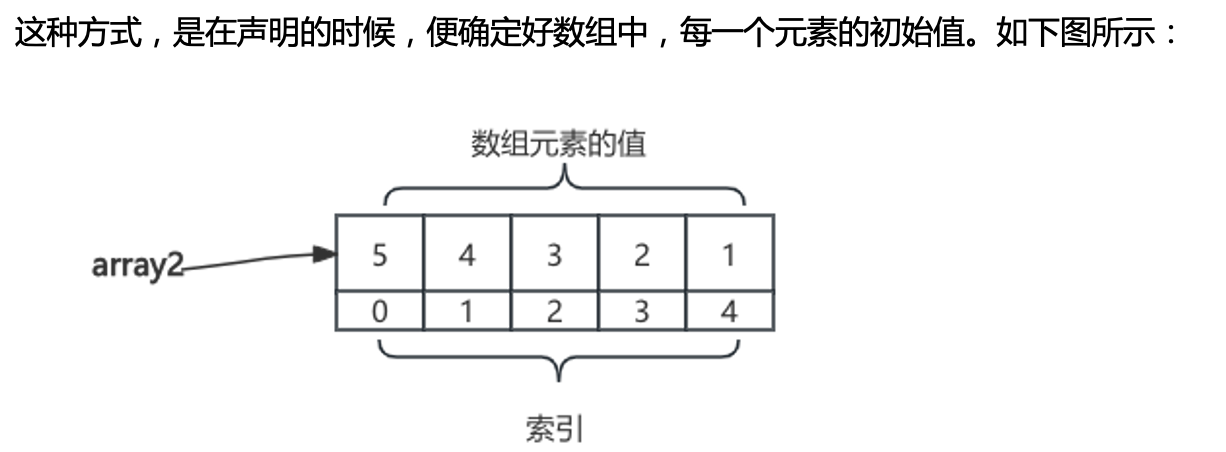 这种方式，是在声明的时候，便确定好数组中，每一个元素的初始值。如下图所示：
数组元素的值
array2
5 4 3 2 1
0 1 2 3 4
索引